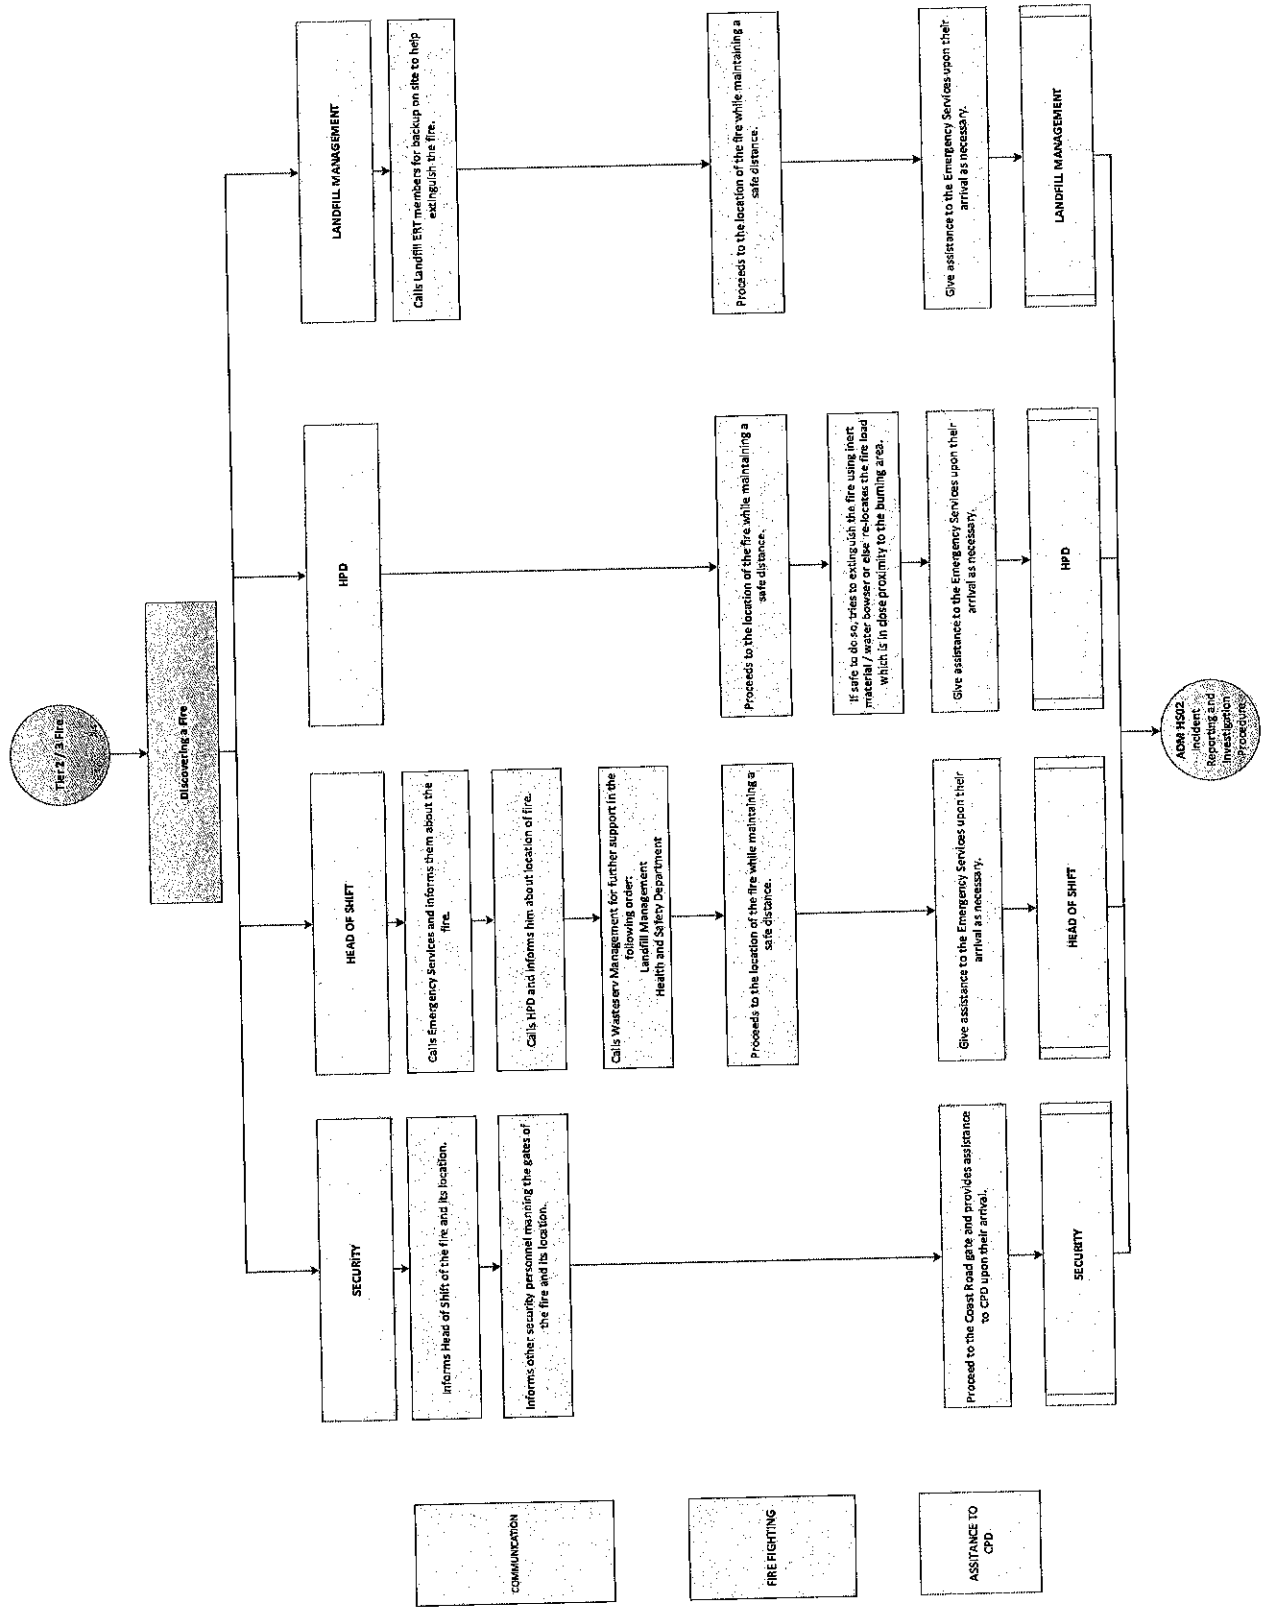 Tier 2 / 3 Fire
Discovering a Fire
SECURITY
Informs Head of Shift of the fire and its location.
Informs other security personnel manning the gates of
the fire and its location.
Proceed to the Coast Road gate and provides assistance
to CPD upon their arrival.
SECURITY
HEAD OF SHIFT
Calls Emergency Services and informs them about the
fire.
Calls HPD and informs him about location of fire.
Calls Wasteserv Management for further support in the
following order:
Landfill Management
Health and Safety Department
Proceeds to the location of the fire while maintaining a
safe distance.
Give assistance to the Emergency Services upon their
arrival as necessary.
HEAD OF SHIFT
HPD
Proceeds to the location of the fire while maintaining a
safe distance.
If safe to do so, tries to extinguish the fire using inert
material / water bowser or else re-locates the fire load
which is in close proximity to the burning area.
Give assistance to the Emergency Services upon their
arrival as necessary.
HPD
LANDFILL MANAGEMENT
Calls Landfill ERT members for backup on site to help
extinguish the fire.
Proceeds to the location of the fire while maintaining a
safe distance.
Give assistance to the Emergency Services upon their
arrival as necessary.
LANDFILL MANAGEMENT
ADM HS02
Incident
Reporting and
Investigation
Procedure
COMMUNICATION
FIRE FIGHTING
ASSITANCE TO
CPD